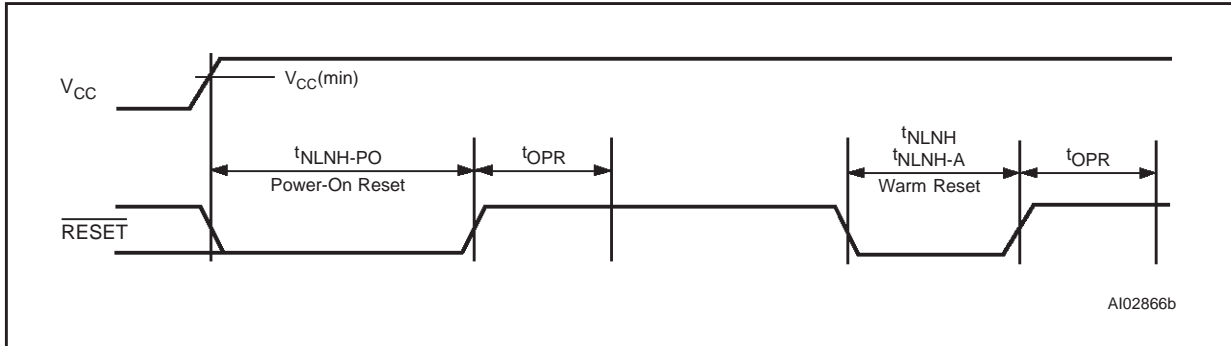 VCC
VCC(min)
tNLNH-PO
Power-On Reset
tOPR
tNLNH
tNLNH-A
Warm Reset
tOPR
RESET
AI02866b